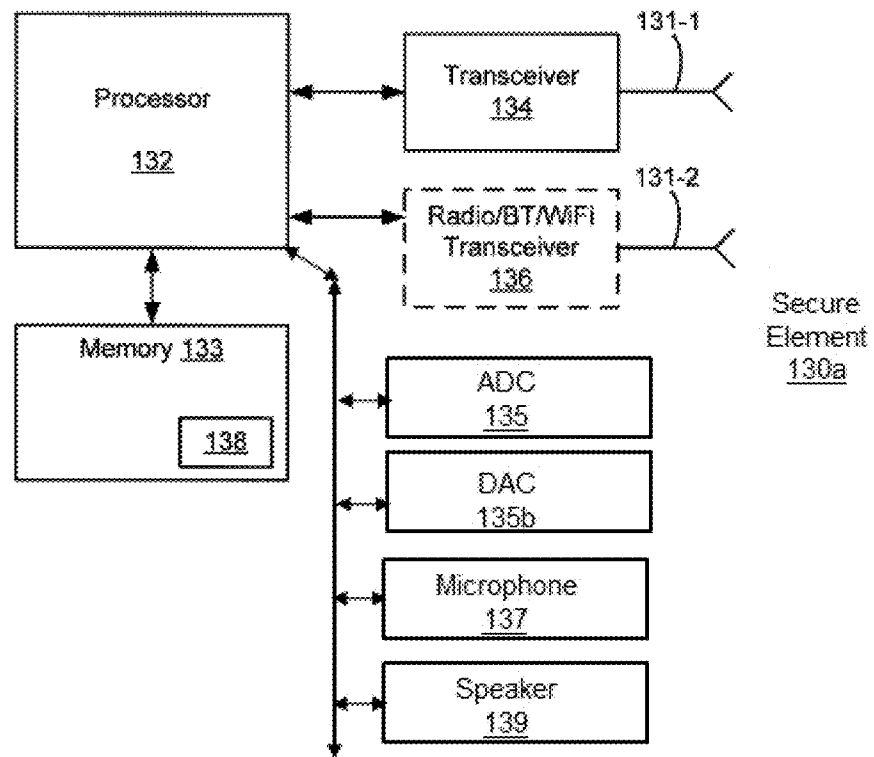 131-1
Processor
132
Transceiver
134
131-2
Radio/BT/WiFi
Transceiver
136
Secure
Element
130a
Memory 133
138
ADC
135
DAC
135b
Microphone
137
Speaker
139